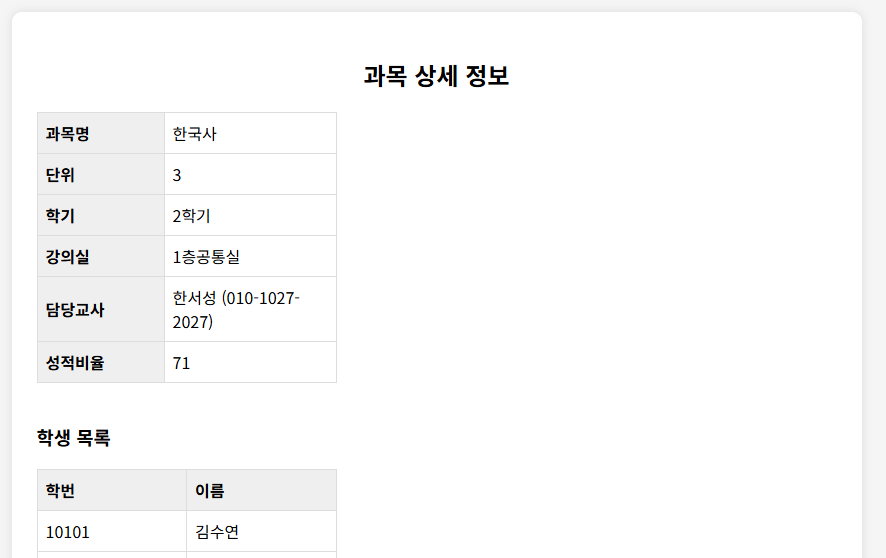 과목 상세 정보
과목명 한국사
단위 3
학기 2학기
강의실 1층공통실
담당교사 한서성 (010-1027-
2027)
성적비율 71
학생 목록
학번 이름
10101 김수연